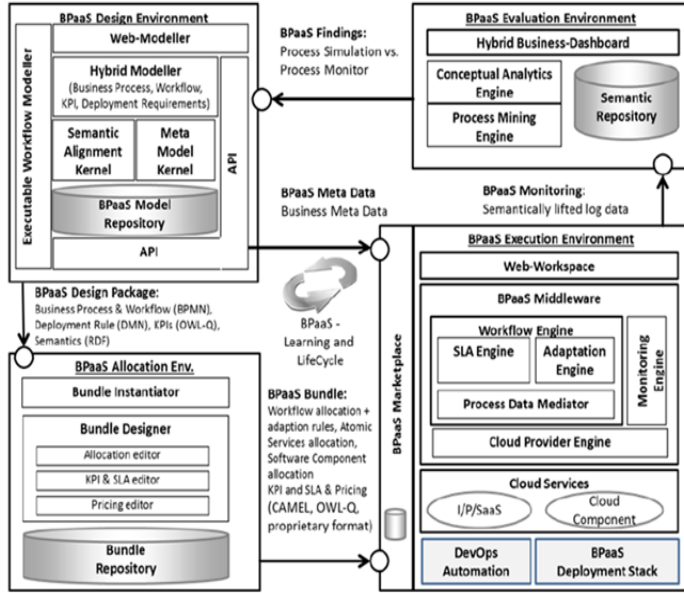 BPaaS Design Environment
Executable Workflow Modeller
Web-Modeller
Hybrid Modeller
(Business Process, Workflow,
KPI, Deployment Requirements)
Semantic
Alignment
Kernel
Meta
Model
Kernel
API
BPaaS Model
Repository
API
BPaaS Findings:
Process Simulation vs.
Process Monitor
BPaaS Evaluation Environment
Hybrid Business-Dashboard
Conceptual Analytics
Engine
Process Mining
Engine
Semantic
Repository
BPaaS Meta Data
Business Meta Data
BPaaS Monitoring:
Semantically lifted log data
BPaaS -
Learning and
LifeCycle
BPaaS Design Package:
Business Process & Workflow (BPMN),
Deployment Rule (DMN), KPIs (OWL-Q),
Semantics (RDF)
BPaaS Allocation Env.
Bundle Instantiator
Bundle Designer
Allocation editor
KPI & SLA editor
Pricing editor
Bundle
Repository
BPaaS Bundle:
Workflow allocation +
adaption rules, Atomic
Services allocation,
Software Component
allocation
KPI and SLA & Pricing
(CAMEL, OWL-Q,
proprietary format)
BPaaS Marketplace
BPaaS Execution Environment
Web-Workspace
BPaaS Middleware
Workflow Engine
SLA Engine
Adaptation
Engine
Process Data Mediator
Monitoring
Engine
Cloud Provider Engine
Cloud Services
I/P/SaaS
Cloud
Component
DevOps
Automation
BPaaS
Deployment Stack